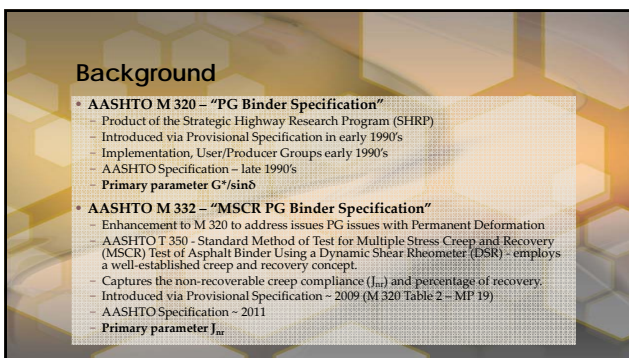 Background
• AASHTO M 320 – “PG Binder Specification”
– Product of the Strategic Highway Research Program (SHRP)
– Introduced via Provisional Specification in early 1990’s
– Implementation, User/Producer Groups early 1990’s
– AASHTO Specification – late 1990’s
– Primary parameter G*/sinδ
• AASHTO M 332 – “MSCR PG Binder Specification”
– Enhancement to M 320 to address issues PG issues with Permanent Deformation
– AASHTO T 350 - Standard Method of Test for Multiple Stress Creep and Recovery
(MSCR) Test of Asphalt Binder Using a Dynamic Shear Rheometer (DSR) - employs
a well-established creep and recovery concept.
– Captures the non-recoverable creep compliance (Jnr) and percentage of recovery.
– Introduced via Provisional Specification ~ 2009 (M 320 Table 2 – MP 19)
– AASHTO Specification ~ 2011
– Primary parameter Jnr